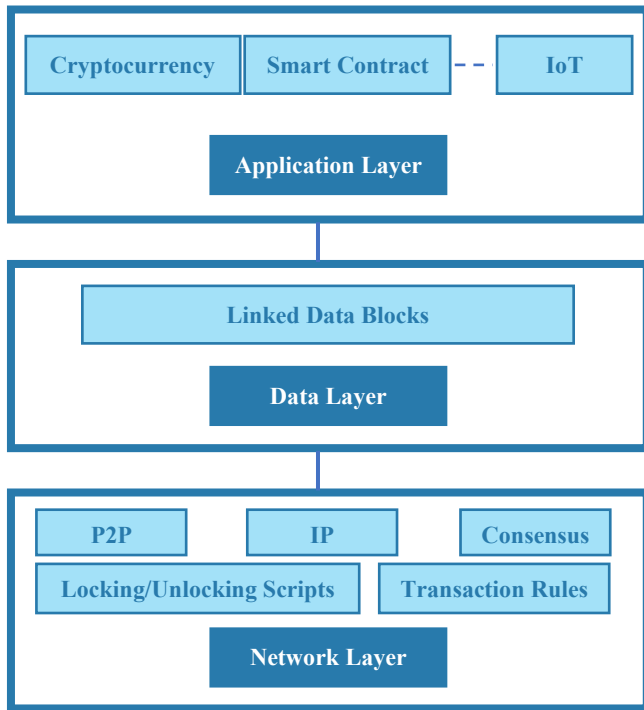 Cryptocurrency
Smart Contract
IoT
Application Layer
Linked Data Blocks
Data Layer
P2P
IP
Consensus
Locking/Unlocking Scripts
Transaction Rules
Network Layer